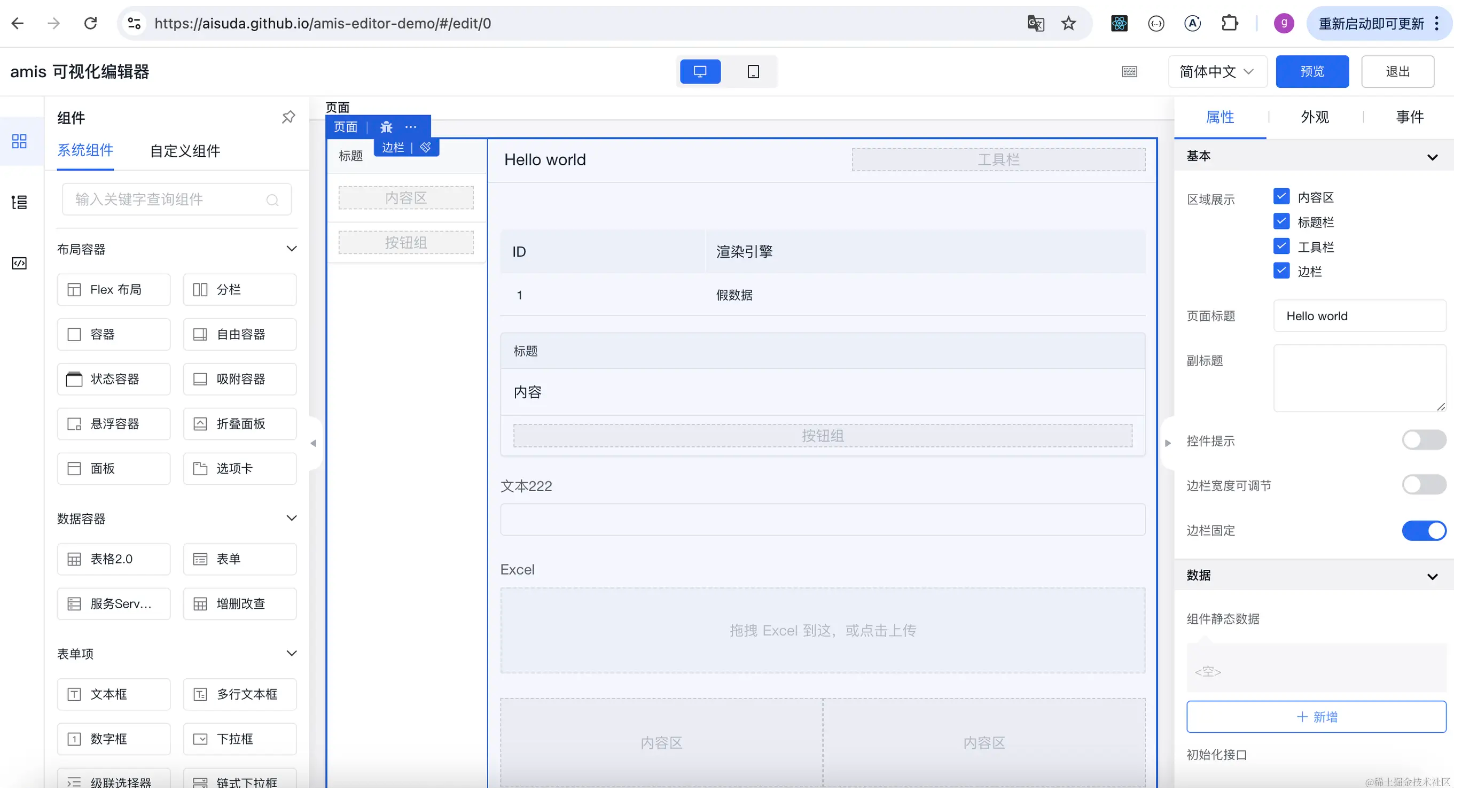 https://aisuda.github.io/amis-editor-demo/#/edit/0
g
重新启动即可更新
amis 可视化编辑器
简体中文
预览
退出
组件
系统组件
自定义组件
输入关键字查询组件
布局容器
Flex 布局
分栏
容器
自由容器
状态容器
吸附容器
悬浮容器
折叠面板
面板
选项卡
数据容器
表格2.0
表单
服务Serv...
增删改查
表单项
文本框
多行文本框
数字框
下拉框
级联选择器
链式下拉框
页面
页面
边栏
标题
内容区
按钮组
Hello world
工具栏
ID
渲染引擎
1
假数据
标题
内容
按钮组
文本222
Excel
拖拽 Excel 到这，或点击上传
内容区
内容区
属性
外观
事件
基本
区域展示
内容区
标题栏
工具栏
边栏
页面标题
Hello world
副标题
控件提示
边栏宽度可调节
边栏固定
数据
组件静态数据
<空>
新增
初始化接口
@稀土掘金技术社区